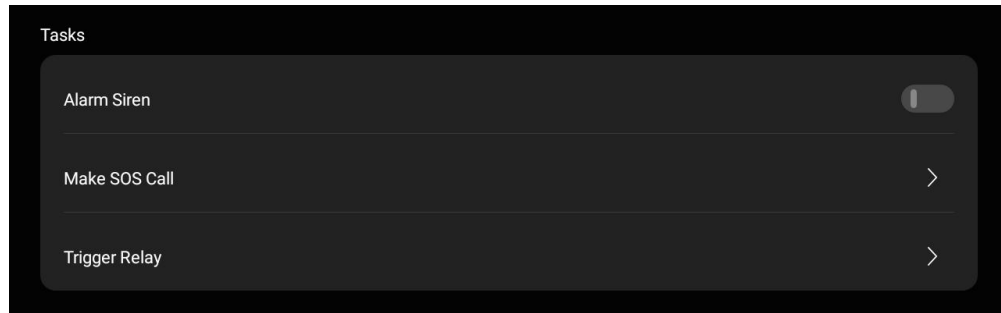 Tasks
Alarm Siren
Make SOS Call
Trigger Relay